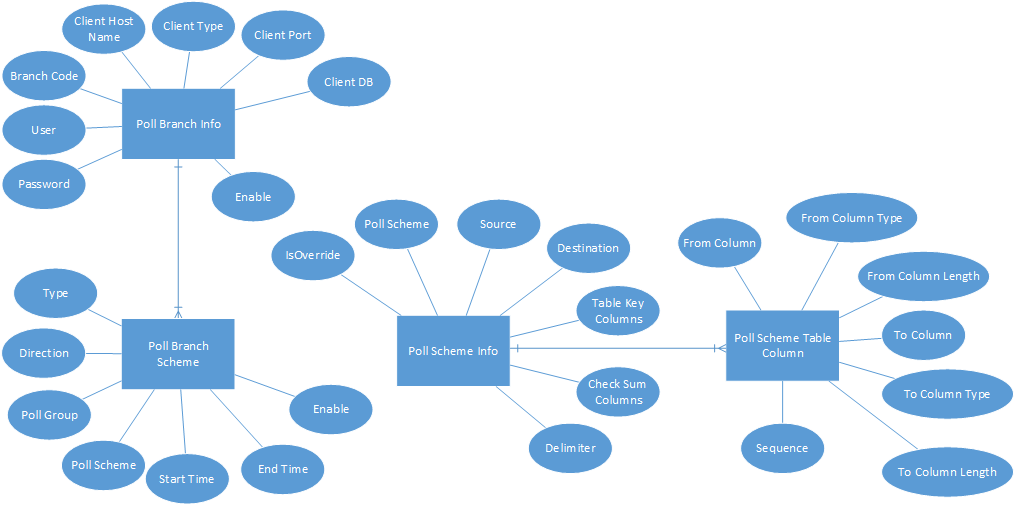 Client Host
Name
Client Type
Client Port
Client DB
Branch Code
User
Password
Poll Branch Info
Enable
Type
Direction
Poll Group
Poll Scheme
Start Time
End Time
Enable
Poll Branch
Scheme
IsOverride
Poll Scheme
Source
Destination
Table Key
Columns
Poll Scheme Info
Check Sum
Columns
Delimiter
From Column
From Column Type
From Column Length
To Column
Poll Scheme Table
Column
To Column Type
Sequence
To Column Length